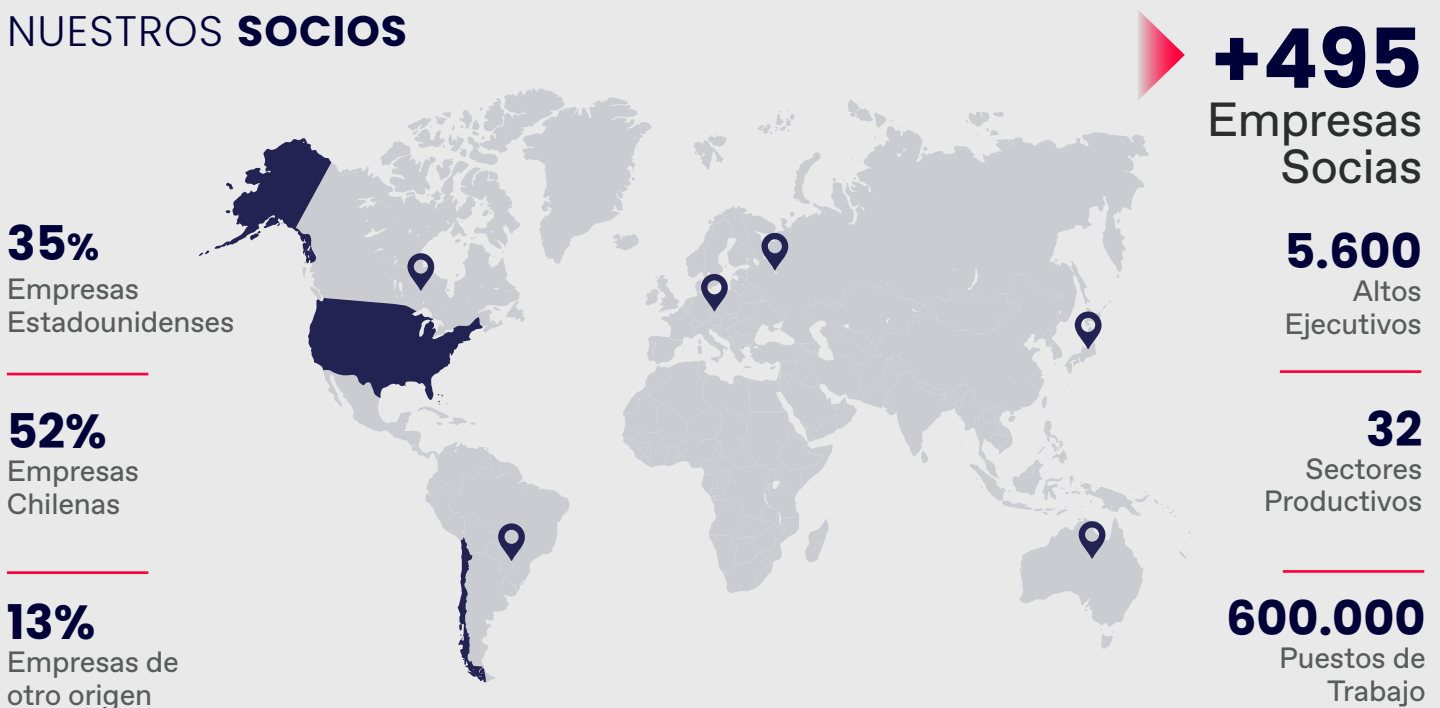 NUESTROS SOCIOS
+495
Empresas
Socias
35%
Empresas
Estadounidenses
52%
Empresas
Chilenas
13%
Empresas de
otro origen
5.600
Altos
Ejecutivos
32
Sectores
Productivos
600.000
Puestos de
Trabajo